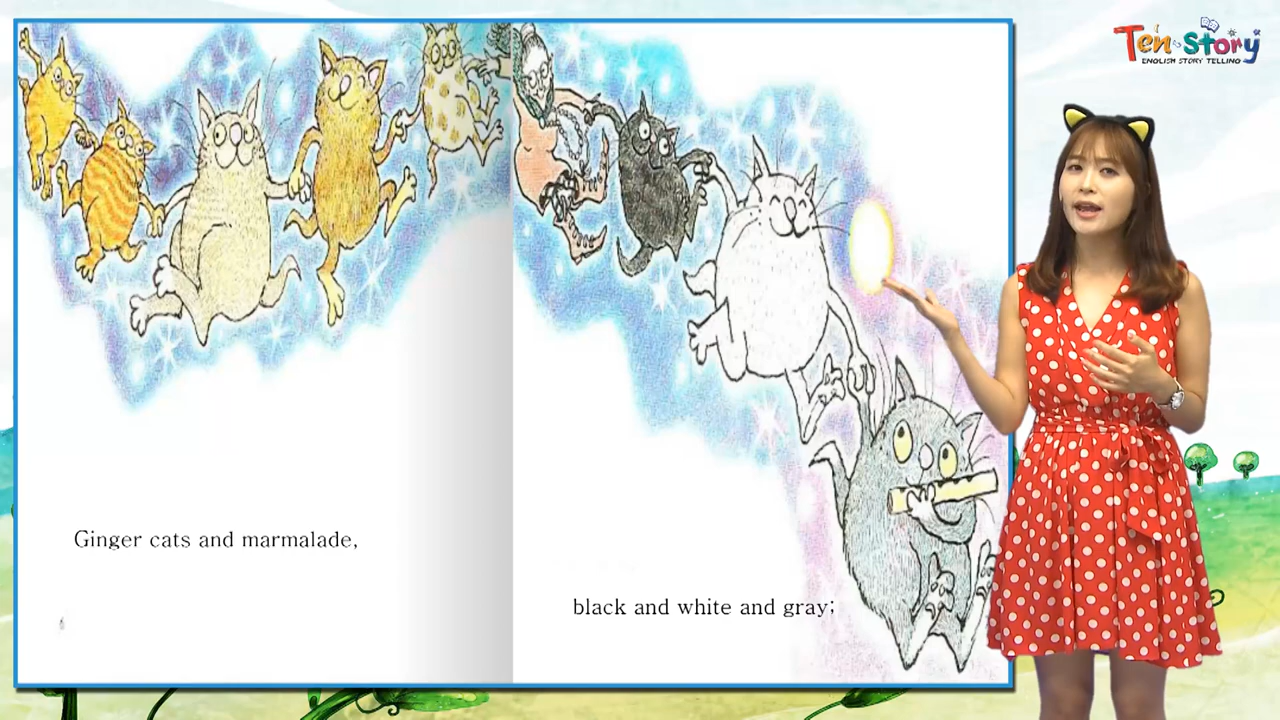 Ten Story
ENGLISH STORY TELLING
Ginger cats and marmalade,
black and white and gray;